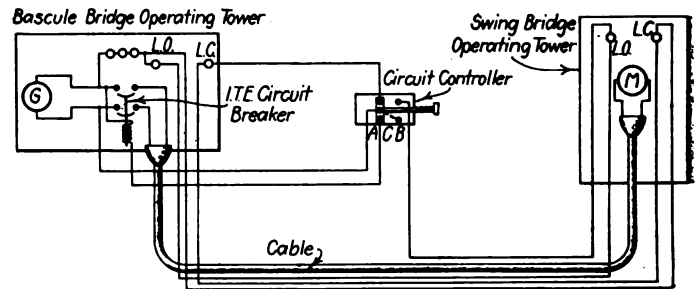 Bascule Bridge Operating Tower
L.O.
L.C.
G
I.T.E. Circuit
Breaker
Circuit Controller
A C B
Swing Bridge
Operating Tower
L.O.
L.C.
M
Cable